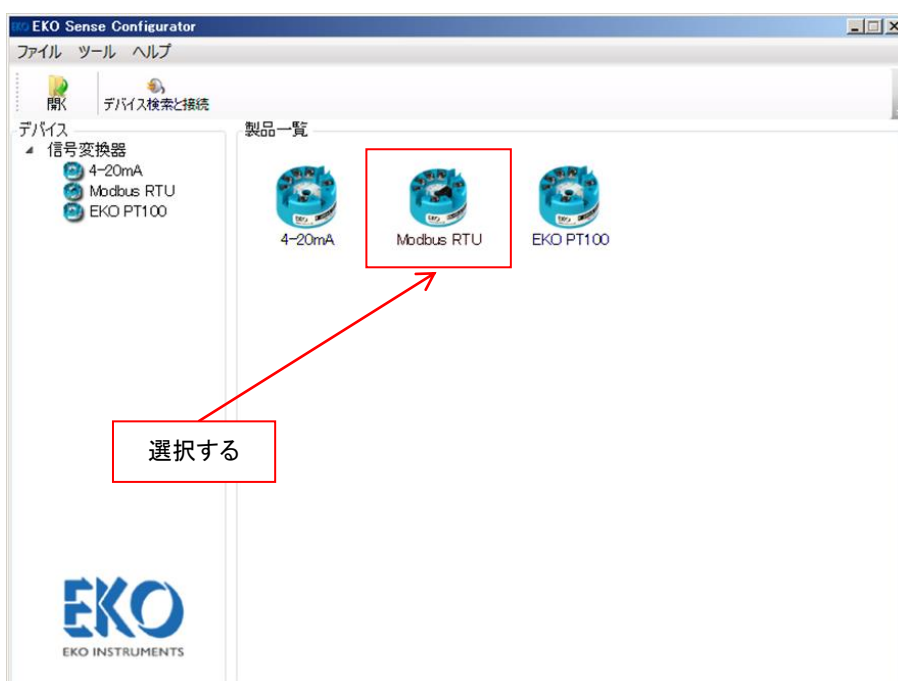 EKO Sense Configurator
ファイル ツール ヘルプ
開く デバイス検索と接続
デバイス
信号変換器
4-20mA
Modbus RTU
EKO PT100
製品一覧
4-20mA Modbus RTU EKO PT100
選択する
EKO
EKO INSTRUMENTS